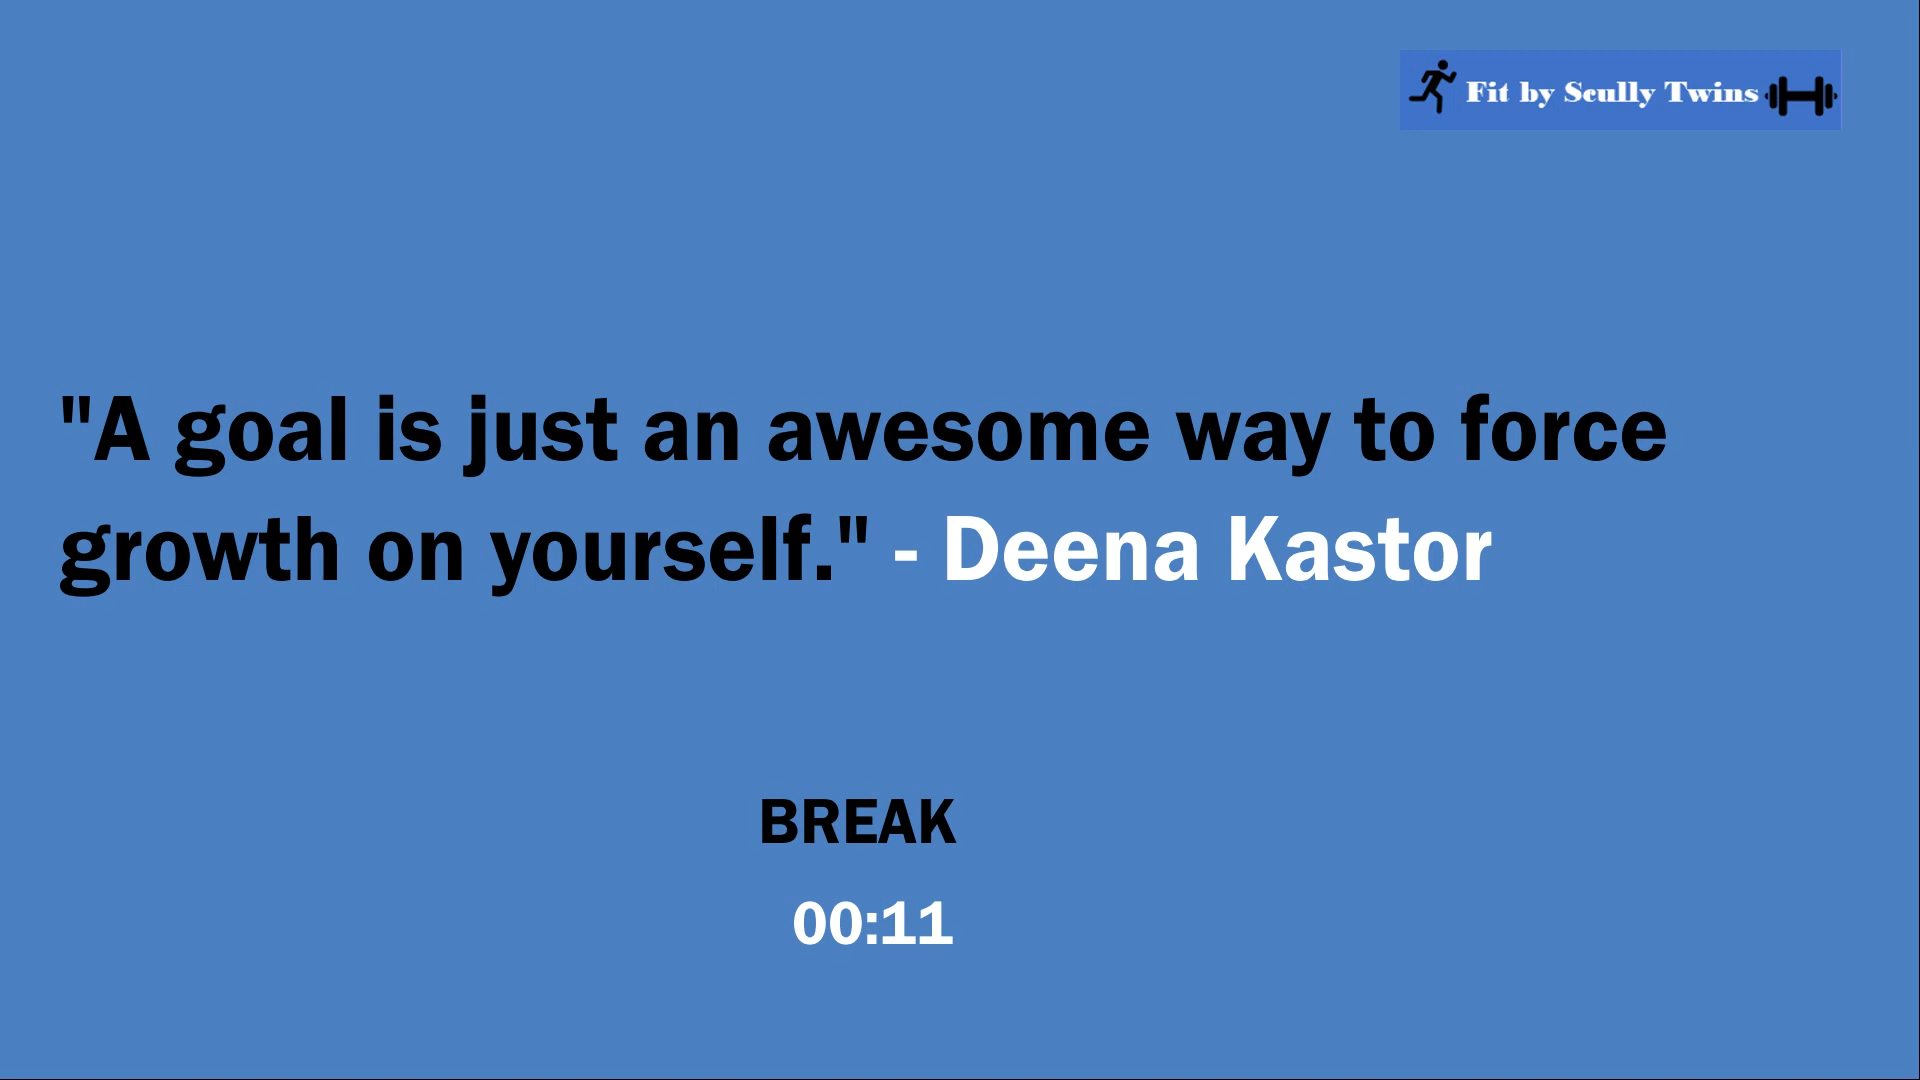 Fit by Scully Twins
"A goal is just an awesome way to force
growth on yourself." - Deena Kastor
BREAK
00:11